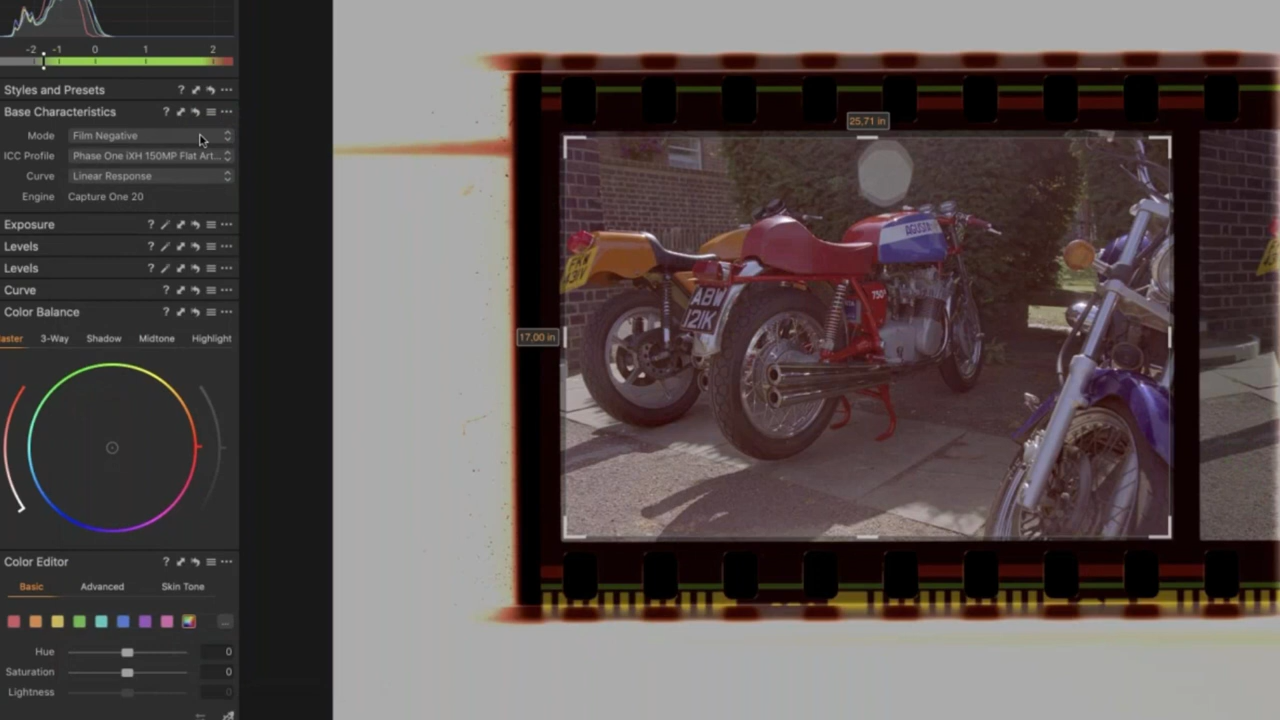 -2 -1 0 1 2
Styles and Presets ?
Base Characteristics ?
Mode Film Negative
ICC Profile Phase One iXH 150MP Flat Art...
Curve Linear Response
Engine Capture One 20
Exposure ?
Levels ?
Levels ?
Curve ?
Color Balance ?
aster 3-Way Shadow Midtone Highlight
Color Editor ?
Basic Advanced Skin Tone
...
Hue 0
Saturation 0
Lightness 0
25,71 in
17,00 in
ABW
121K
750